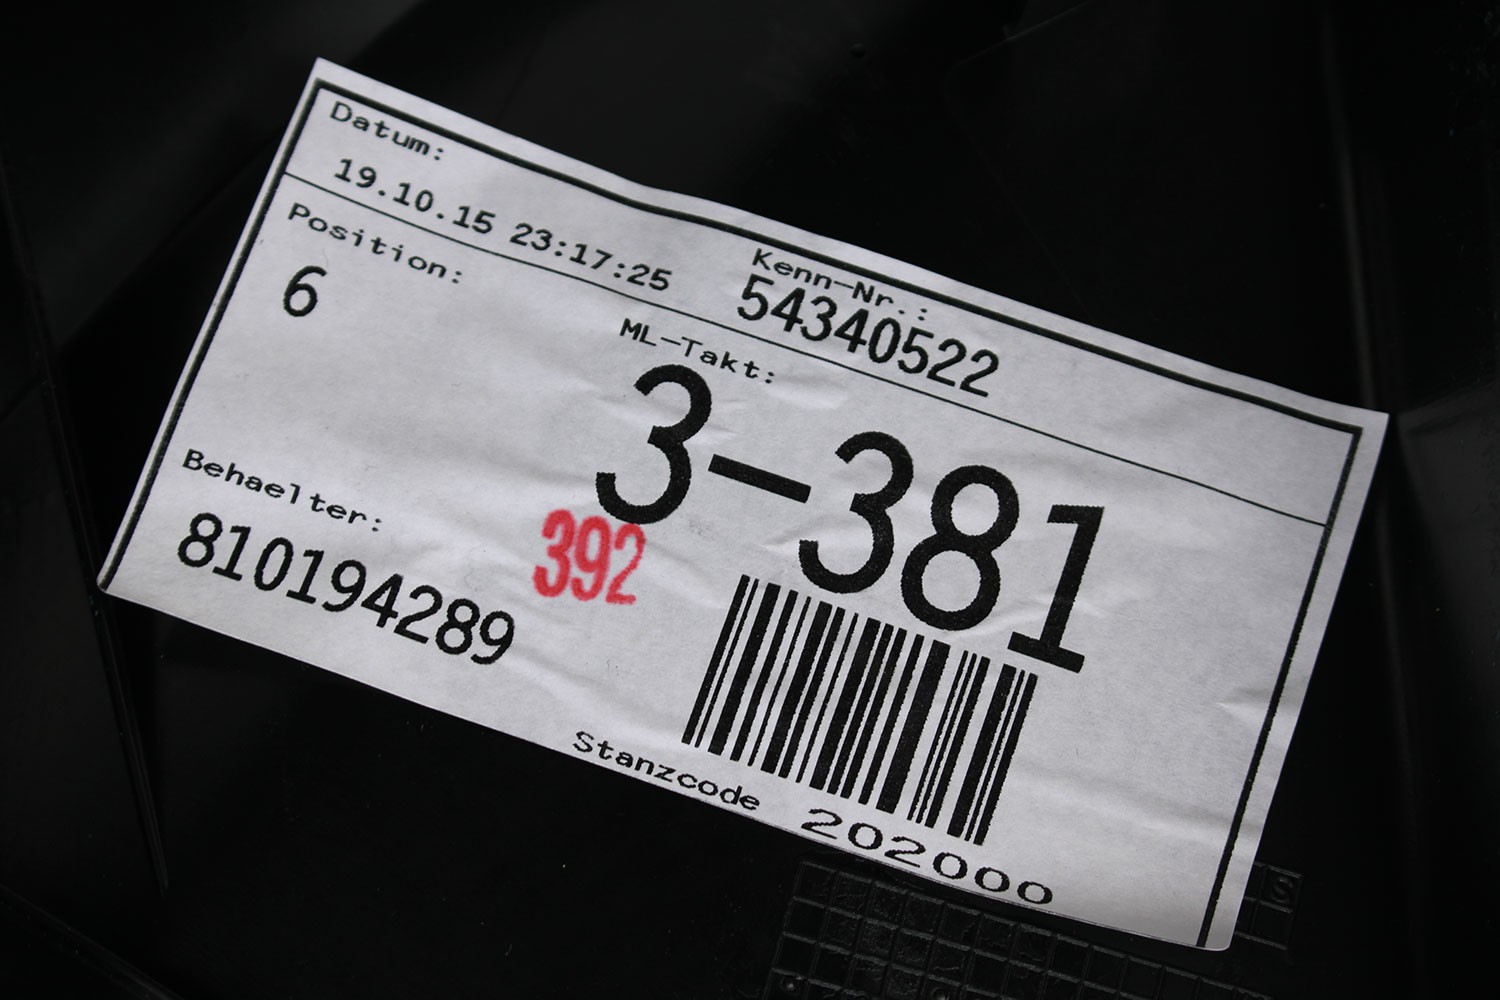 Datum:
19.10.15 23:17:25
Kenn-Nr.:
54340522
Position:
6
ML-Takt:
3-381
Behaelter:
810194289
392
Stanzcode 202000
S